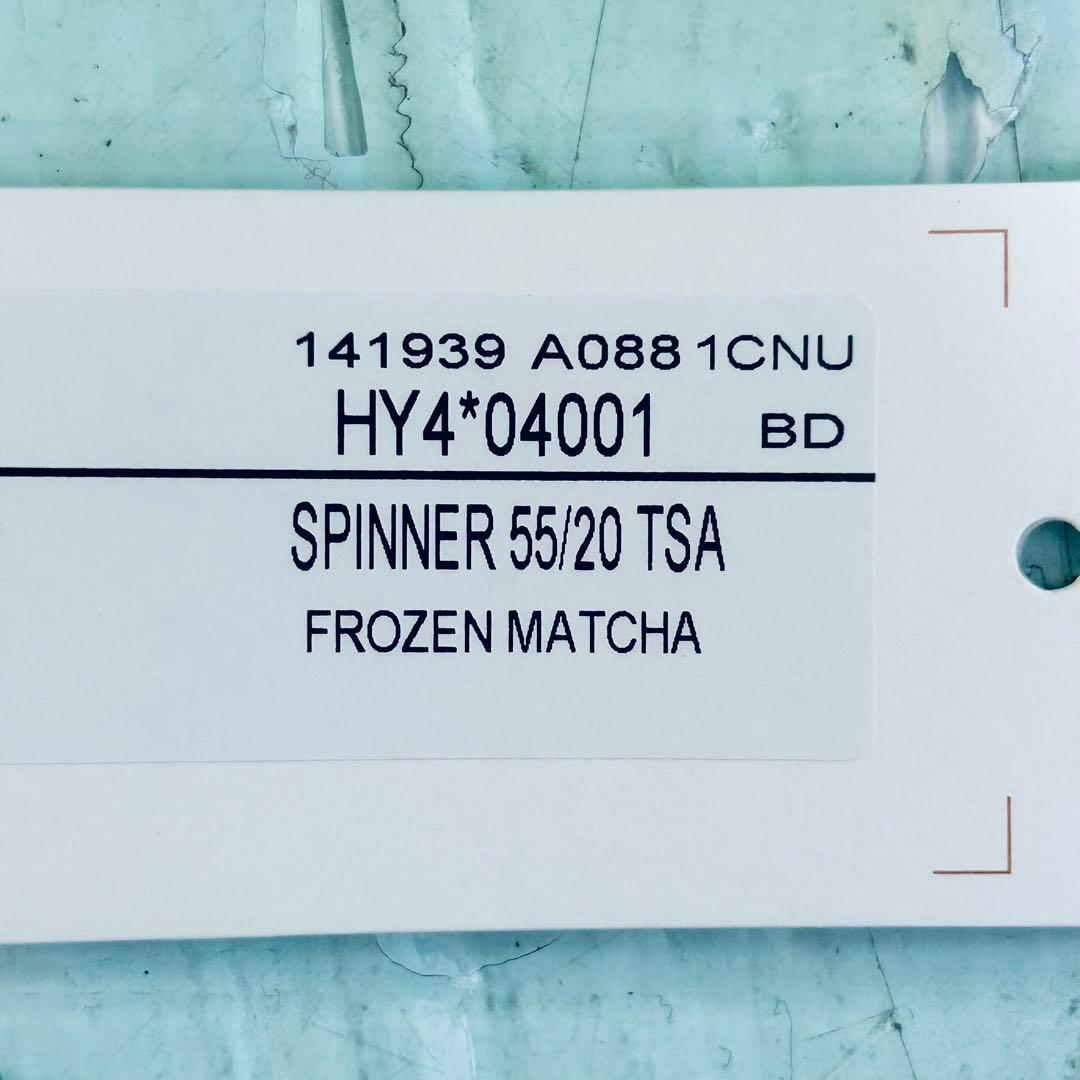 141939 A088 1CNU
HY4*04001 BD
SPINNER 55/20 TSA
FROZEN MATCHA